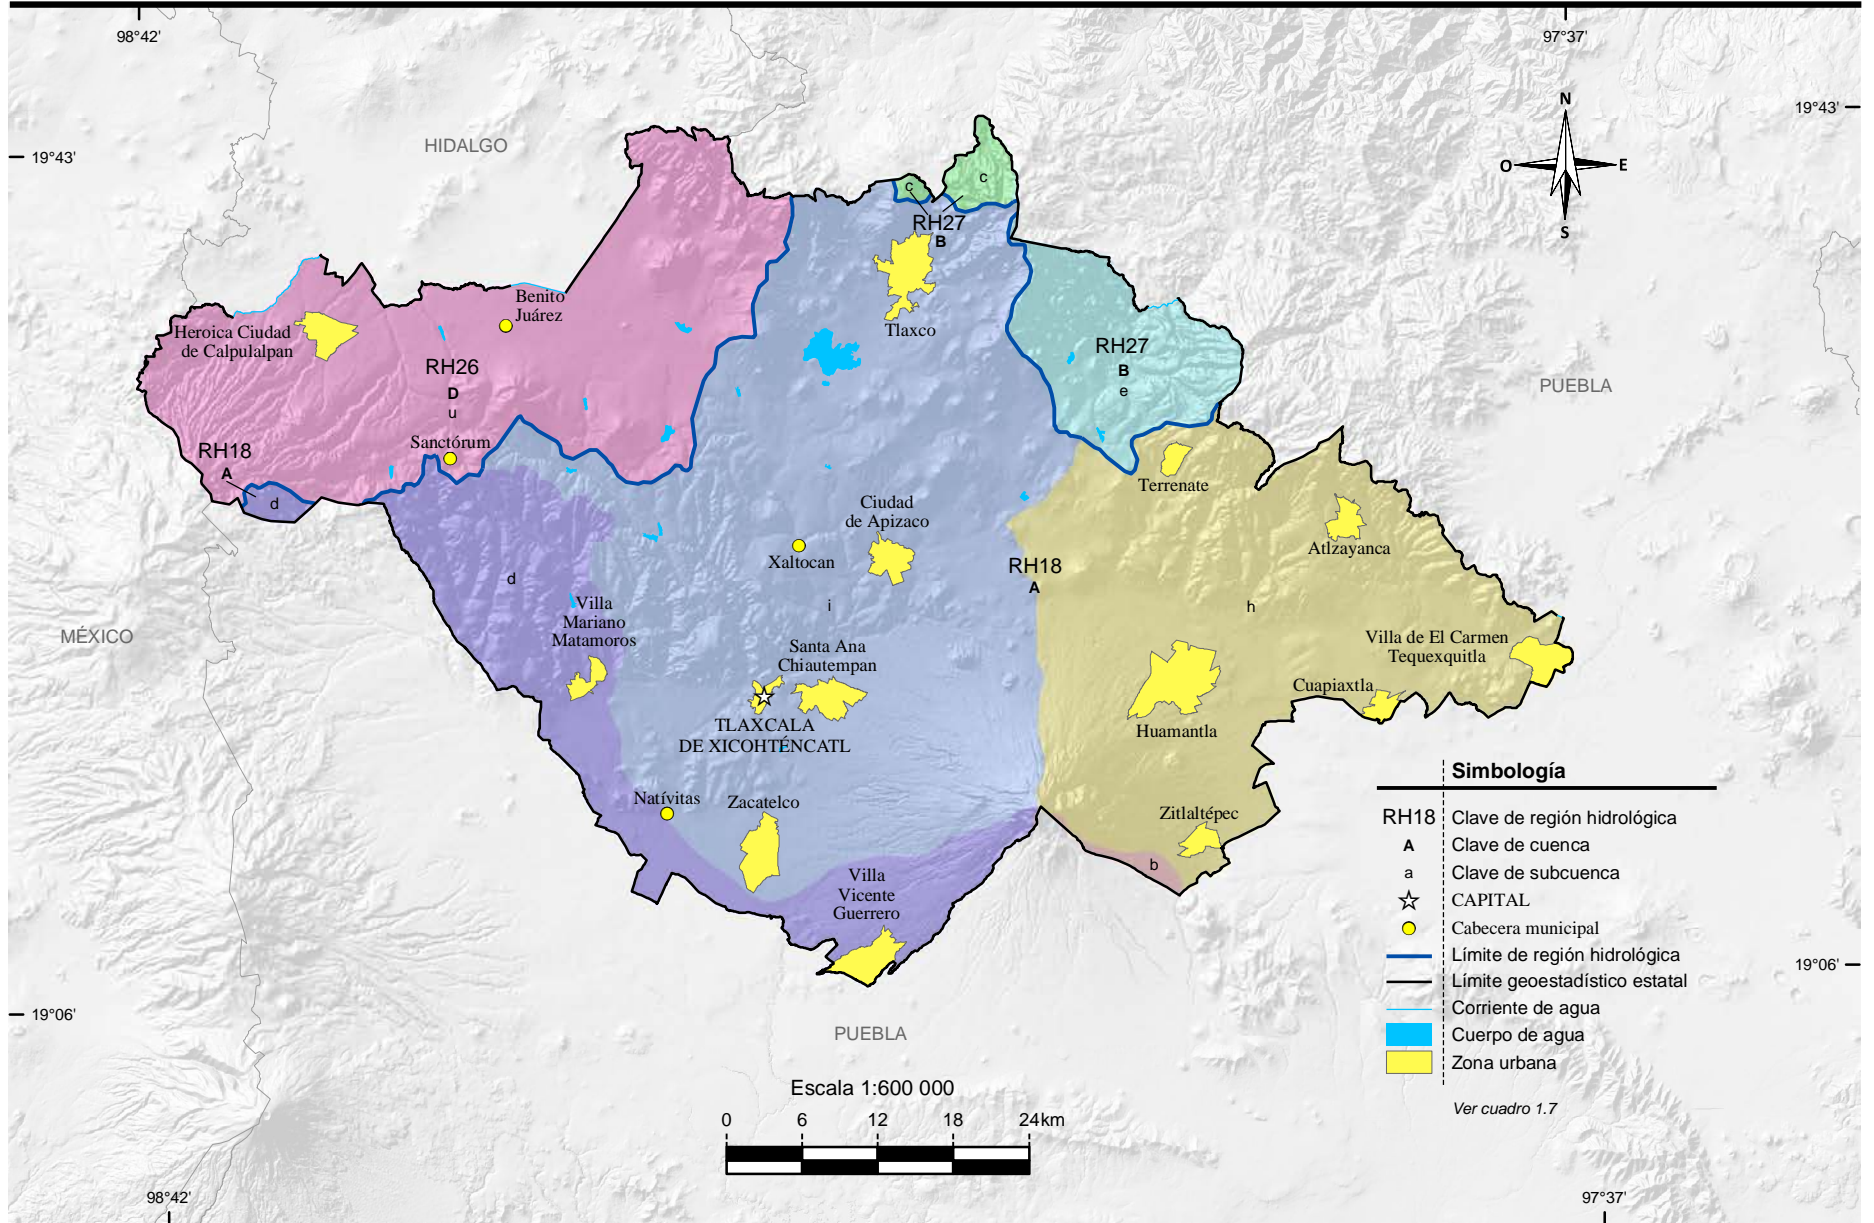 98°42'
97°37'
19°43'
19°43'
N
O
E
S
HIDALGO
c
c
RH27
B
Benito
Juárez
Heroica Ciudad
de Calpulalpan
Tlaxco
RH26
D
u
RH27
B
e
PUEBLA
Sanctórum
RH18
A
d
Terrenate
Ciudad
de Apizaco
Xaltocan
Atlzayanca
RH18
A
d
i
h
Villa
Mariano
Matamoros
MÉXICO
Santa Ana
Chiautempan
Villa de El Carmen
Tequexquitla
Cuapiaxtla
TLAXCALA
DE XICOHTÉNCATL
Huamantla
Natívitas
Zacatelco
Zitlaltépec
b
Villa
Vicente
Guerrero
Simbología
RH18 Clave de región hidrológica
A Clave de cuenca
a Clave de subcuenca
CAPITAL
Cabecera municipal
Límite de región hidrológica
Límite geoestadístico estatal
Corriente de agua
Cuerpo de agua
Zona urbana
Ver cuadro 1.7
19°06'
19°06'
PUEBLA
Escala 1:600 000
0 6 12 18 24km
98°42'
97°37'